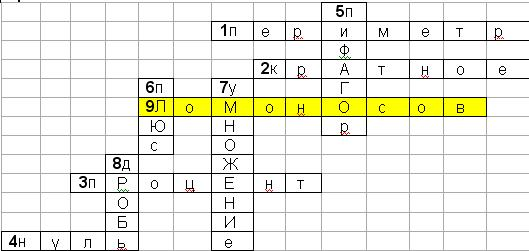 5п
1п е р и м е т р
ф
2к р А т н о е
6п 7у Г
9Л о М о н О с о в
Ю Н р
с О
8д Ж
3п Р о ц Е н т
О Н
Б И
4н у л ь е